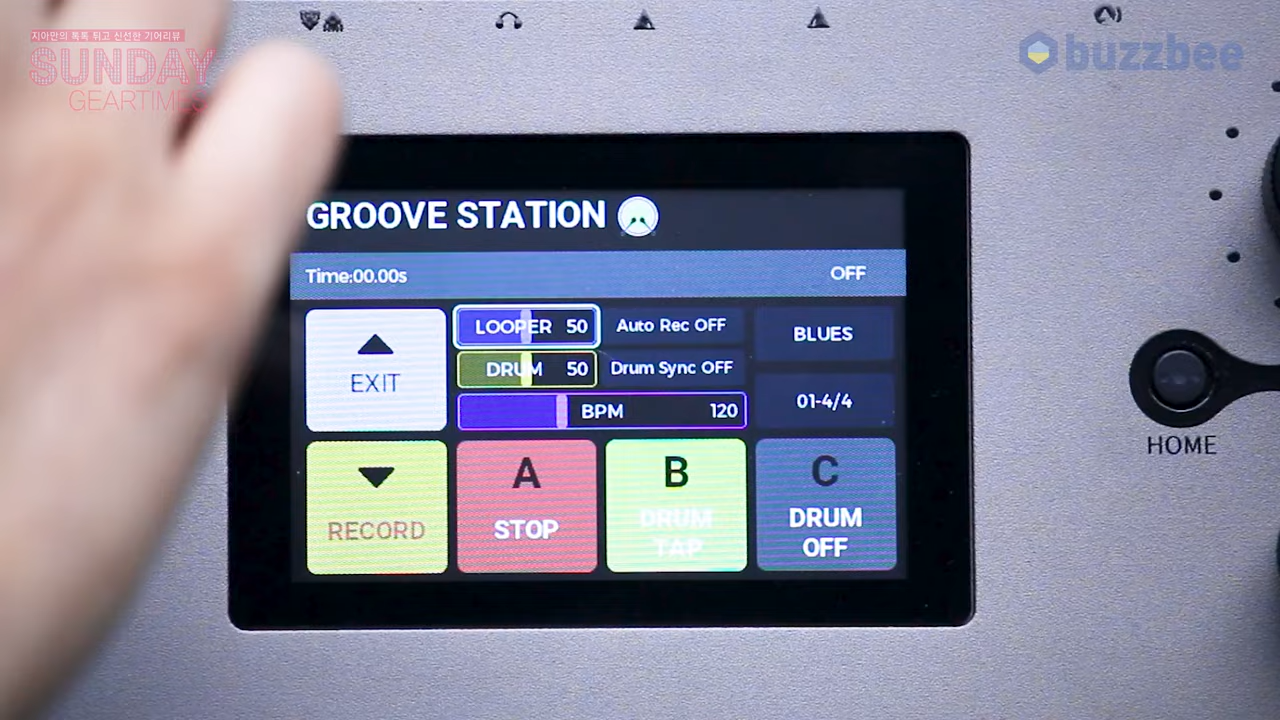 지아만의 톡톡 튀고 신선한 기어리뷰
SUNDAY
GEARTIMES
buzzbee
GROOVE STATION
Time:00.00s OFF
EXIT
LOOPER 50
Auto Rec OFF
BLUES
DRUM 50
Drum Sync OFF
BPM 120
01-4/4
RECORD
A
STOP
B
DRUM
TAP
C
DRUM
OFF
HOME